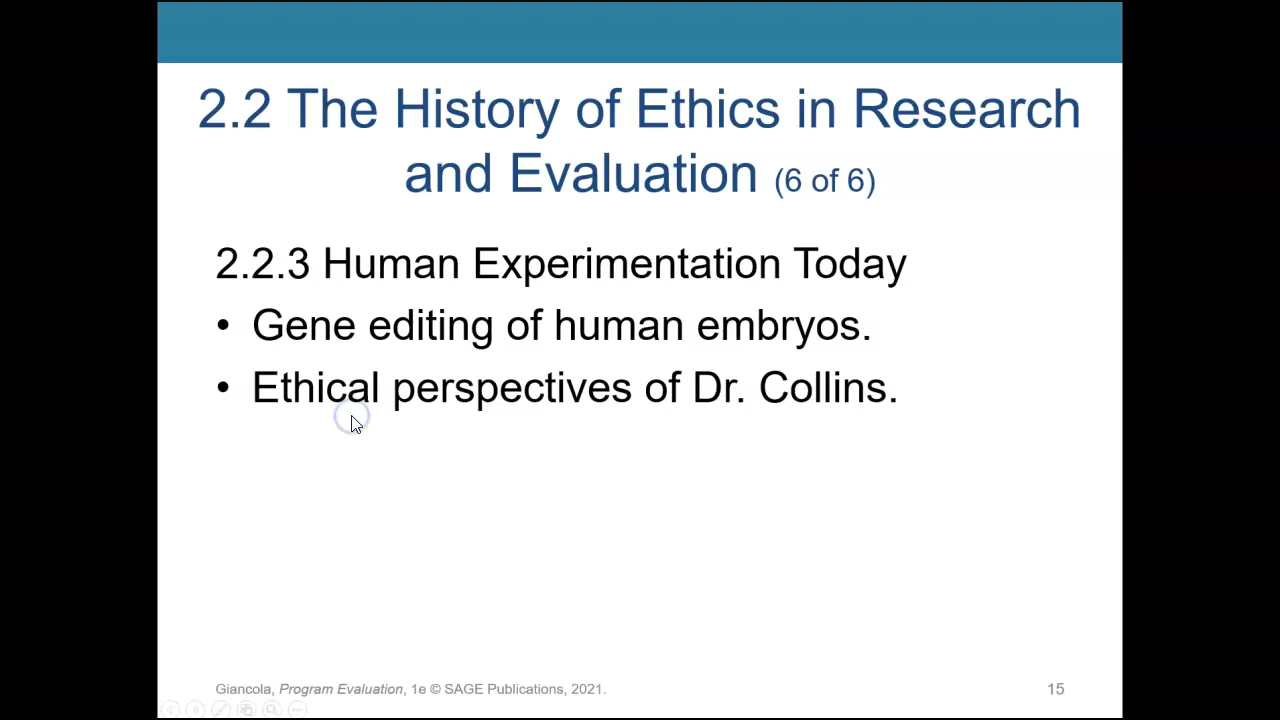 2.2 The History of Ethics in Research
and Evaluation (6 of 6)
2.2.3 Human Experimentation Today
• Gene editing of human embryos.
• Ethical perspectives of Dr. Collins.
Giancola, Program Evaluation, 1e © SAGE Publications, 2021.
15